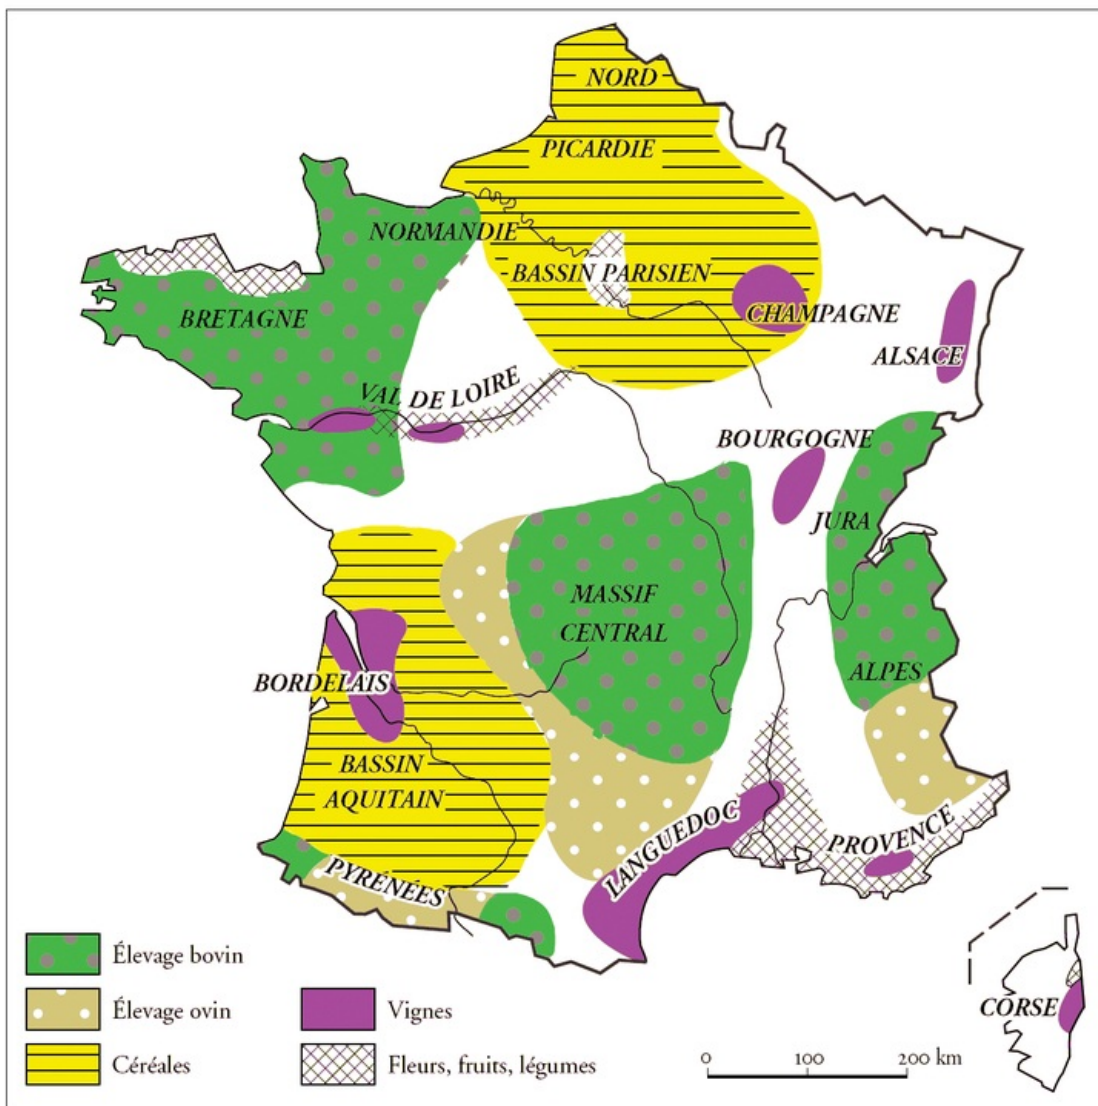 NORD
PICARDIE
NORMANDIE
BASSIN PARISIEN
CHAMPAGNE
BRETAGNE
ALSACE
VAL DE LOIRE
BOURGOGNE
JURA
MASSIF
CENTRAL
ALPES
BORDELAIS
BASSIN
AQUITAIN
LANGUEDOC
PROVENCE
PYRÉNÉES
CORSE
Élevage bovin
Élevage ovin
Céréales
Vignes
Fleurs, fruits, légumes
0 100 200 km